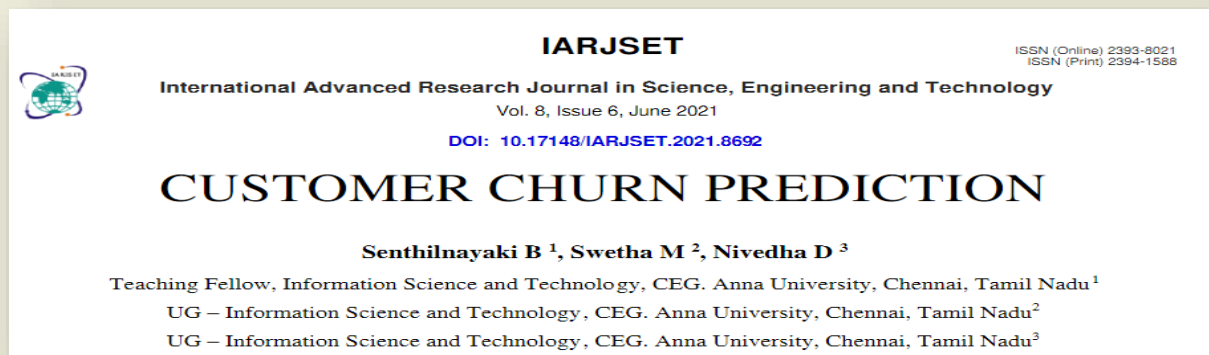 IARJSET
ISSN (Online) 2393-8021
ISSN (Print) 2394-1588
IARJSET
International Advanced Research Journal in Science, Engineering and Technology
Vol. 8, Issue 6, June 2021
DOI: 10.17148/IARJSET.2021.8692
CUSTOMER CHURN PREDICTION
Senthilnayaki B ¹, Swetha M ², Nivedha D ³
Teaching Fellow, Information Science and Technology, CEG. Anna University, Chennai, Tamil Nadu¹
UG – Information Science and Technology, CEG. Anna University, Chennai, Tamil Nadu²
UG – Information Science and Technology, CEG. Anna University, Chennai, Tamil Nadu³